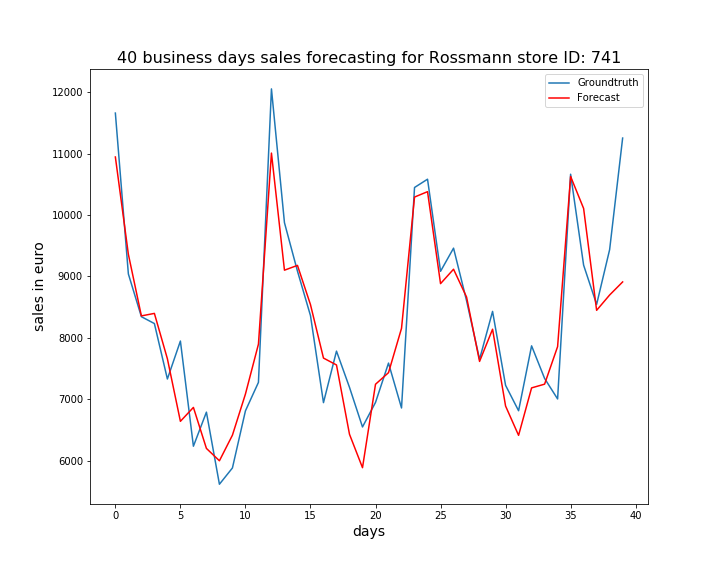 40 business days sales forecasting for Rossmann store ID: 741
Groundtruth
Forecast
12000
11000
10000
9000
8000
7000
6000
sales in euro
0 5 10 15 20 25 30 35 40
days